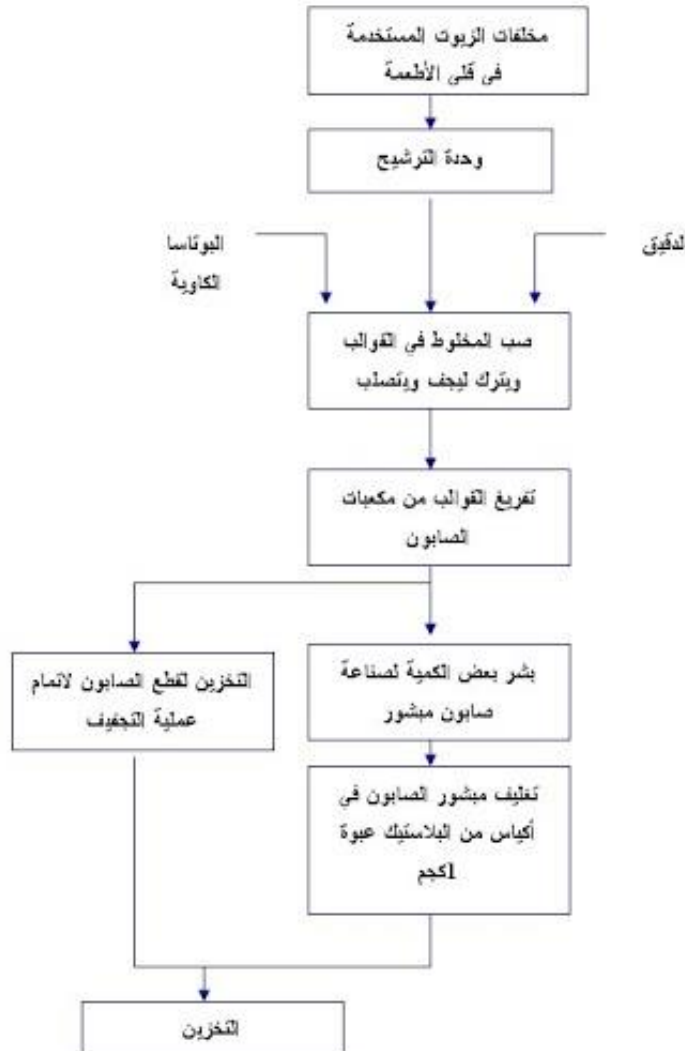 مخلفات الزيوت المستخدمة
فى قلى الأطعمة
وحدة الترشيح
الدقيق
البوتاسا
الكاوية
صب المخلوط في القوالب
ويترك ليجف ويتصلب
تفريغ القوالب من مكعبات
الصابون
بشر بعض الكمية لصناعة
صابون مبشور
التخزين لقطع الصابون لاتمام
عملية التجفيف
تغليف مبشور الصابون في
أكياس من البلاستيك عبوة
1كجم
التخزين